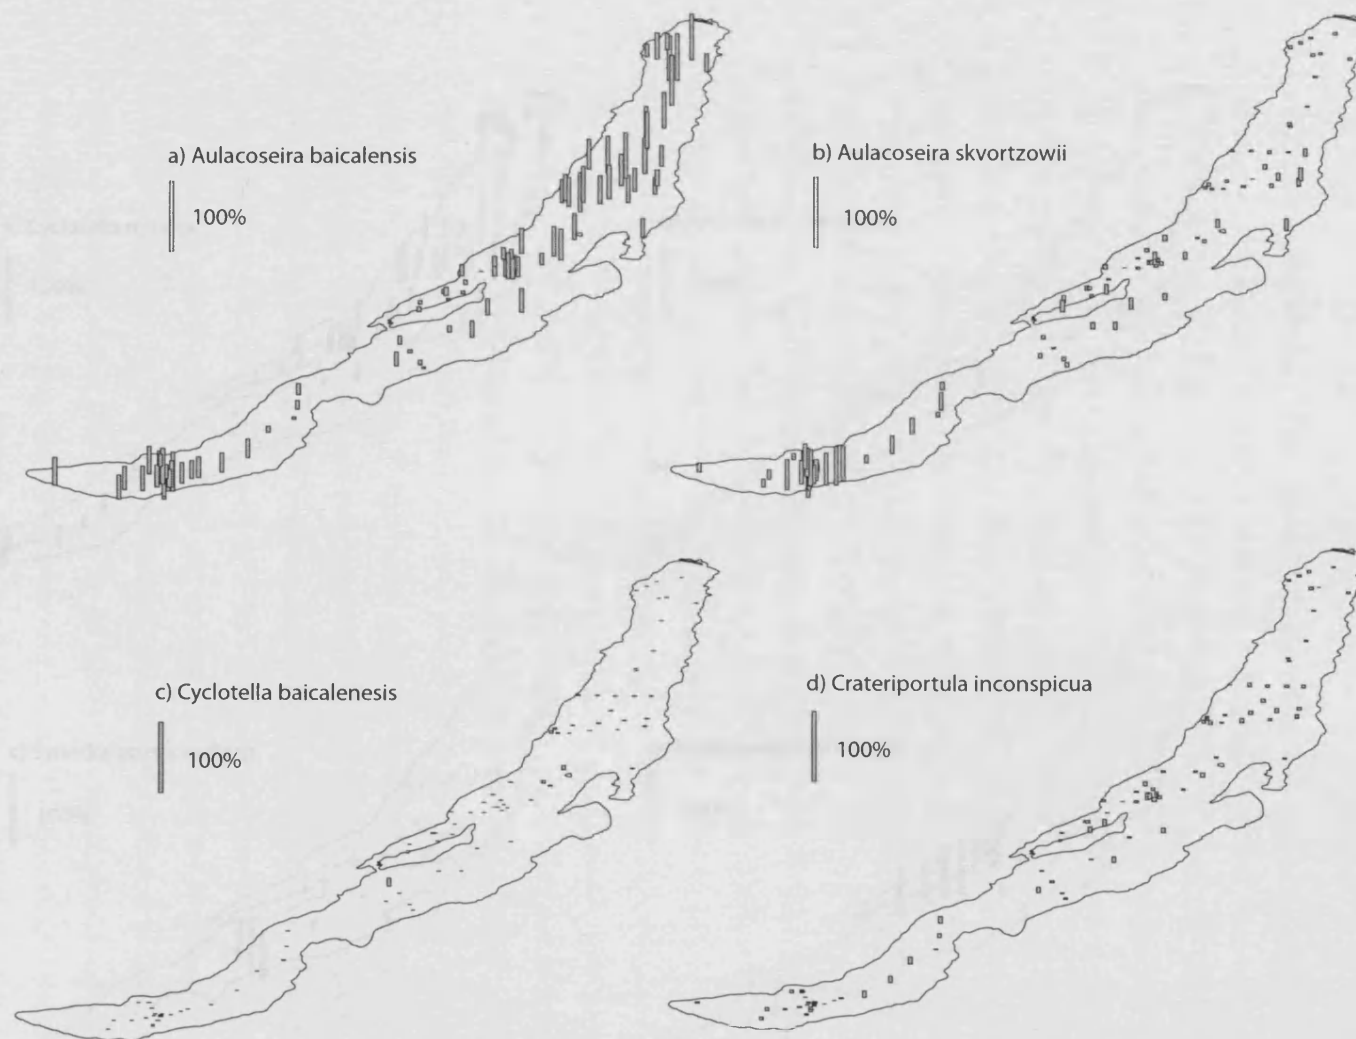 a) Aulacoseira baicalensis
100%
b) Aulacoseira skvortzowii
100%
c) Cyclotella baicalenesis
100%
d) Crateriportula inconspicua
100%